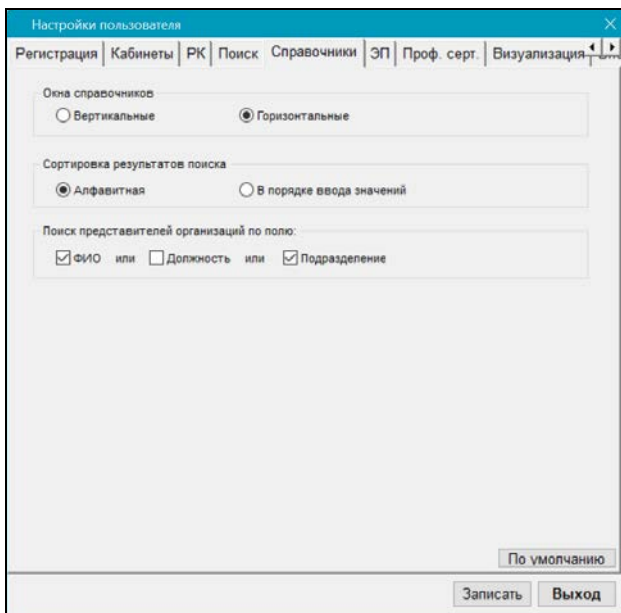 Настройки пользователя
Регистрация Кабинеты РК Поиск Справочники ЭП Проф. серт. Визуализация
Окна справочников
Вертикальные Горизонтальные
Сортировка результатов поиска
Алфавитная В порядке ввода значений
Поиск представителей организаций по полю:
ФИО или Должность или Подразделение
По умолчанию
Записать Выход